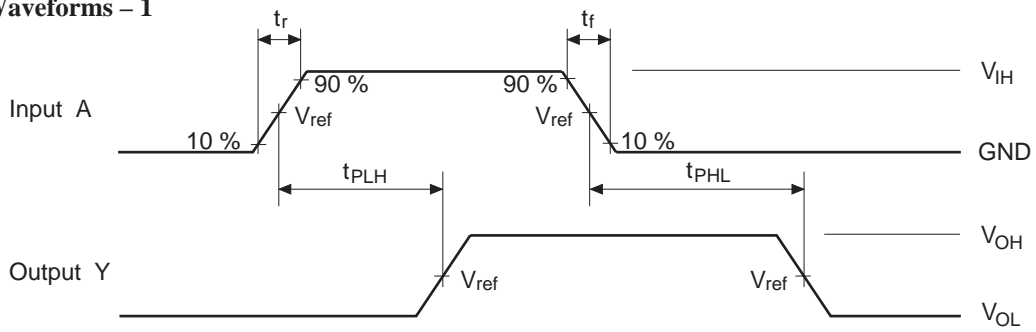 Waveforms – 1
tr
tf
90 %
90 %
VIH
Input A
Vref
Vref
10 %
10 %
GND
tPLH
tPHL
VOH
Output Y
Vref
Vref
VOL